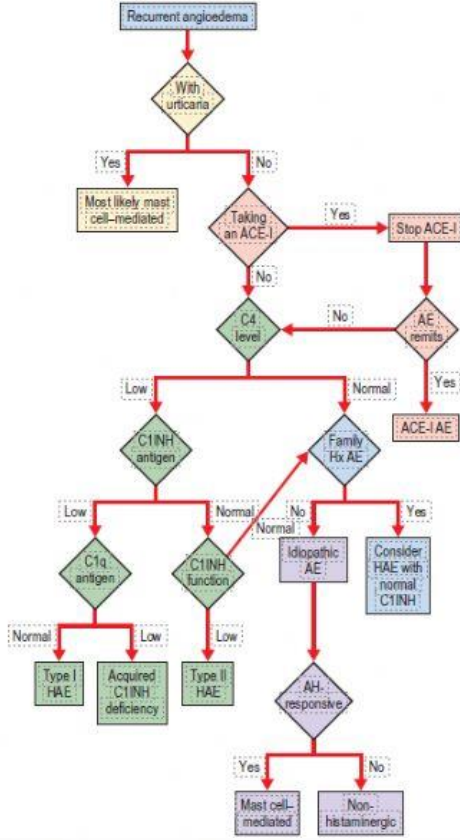 Recurrent angioedema
With
urticaria
Yes
No
Most likely mast
cell–mediated
Taking
an ACE-I
Yes
Stop ACE-I
No
C4
level
No
AE
remits
Yes
ACE-I AE
Low
Normal
C1INH
antigen
Family
Hx AE
Low
Normal
No
Normal
Yes
C1q
antigen
C1INH
function
Idiopathic
AE
Consider
HAE with
normal
C1INH
Normal
Low
Low
Type I
HAE
Acquired
C1INH
deficiency
Type II
HAE
AH-
responsive
Yes
No
Mast cell–
mediated
Non-
histaminergic